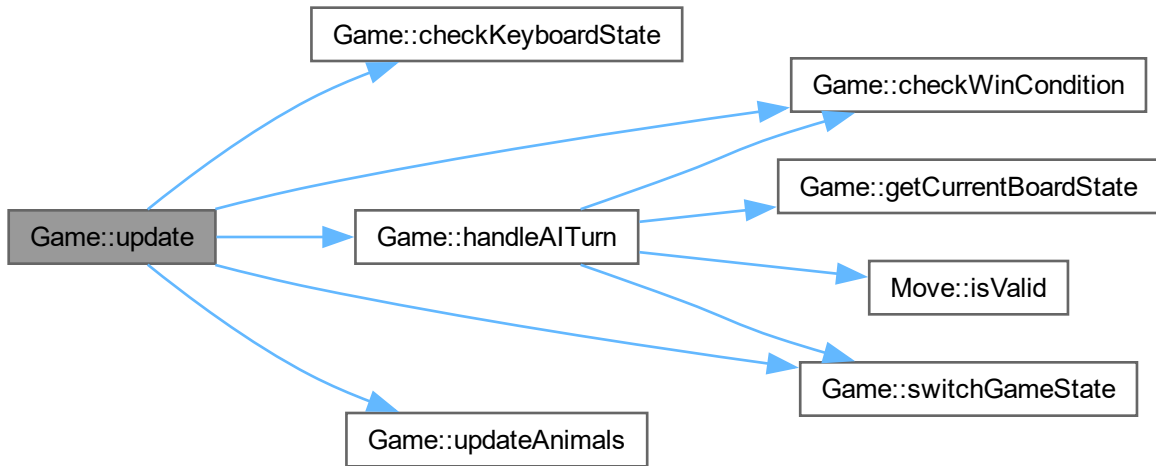 Game::checkKeyboardState
Game::checkWinCondition
Game::getCurrentBoardState
Game::update
Game::handleAITurn
Move::isValid
Game::switchGameState
Game::updateAnimals